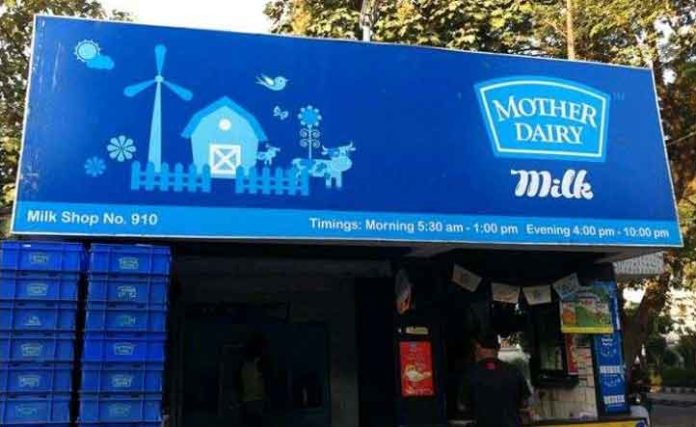 MOTHER
DAIRY
Milk
Milk Shop No. 910
Timings: Morning 5:30 am - 1:00 pm Evening 4:00 pm - 10:00 pm